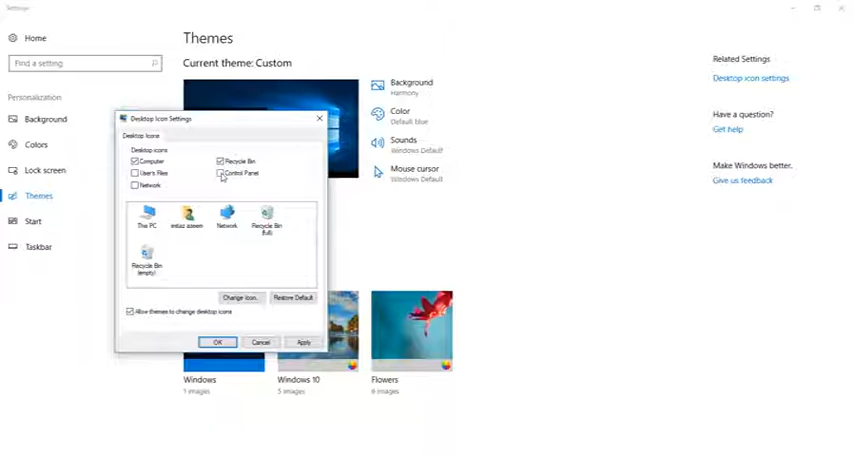 Settings
Home
Find a setting
Personalization
Background
Colors
Lock screen
Themes
Start
Taskbar
Themes
Current theme: Custom
Background
Harmony
Color
Default blue
Sounds
Windows Default
Mouse cursor
Windows Default
Desktop Icon Settings
Desktop Icons
Desktop icons
Computer
Recycle Bin
User's Files
Control Panel
Network
This PC
imtiaz azeem
Network
Recycle Bin
(full)
Recycle Bin
(empty)
Change Icon...
Restore Default
Allow themes to change desktop icons
OK
Cancel
Apply
Windows
1 images
Windows 10
5 images
Flowers
6 images
Related Settings
Desktop icon settings
Have a question?
Get help
Make Windows better.
Give us feedback